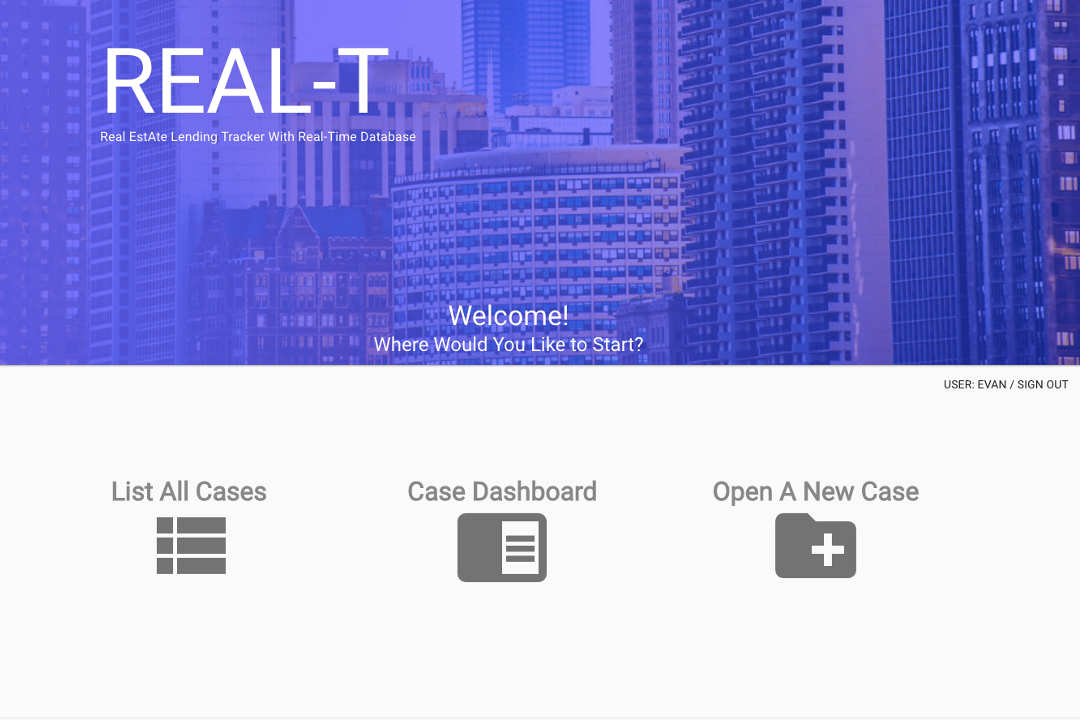 REAL-T
Real EstAte Lending Tracker With Real-Time Database
Welcome!
Where Would You Like to Start?
USER: EVAN / SIGN OUT
List All Cases
Case Dashboard
Open A New Case